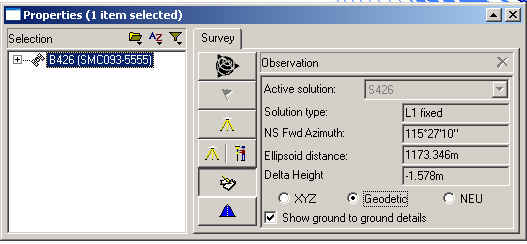 Properties (1 item selected)
Selection
Survey
B426 (SMC093-5555)
Observation
Active solution: S426
Solution type: L1 fixed
NS Fwd Azimuth: 115°27'10"
Ellipsoid distance: 1173.346m
Delta Height -1.578m
XYZ Geodetic NEU
Show ground to ground details